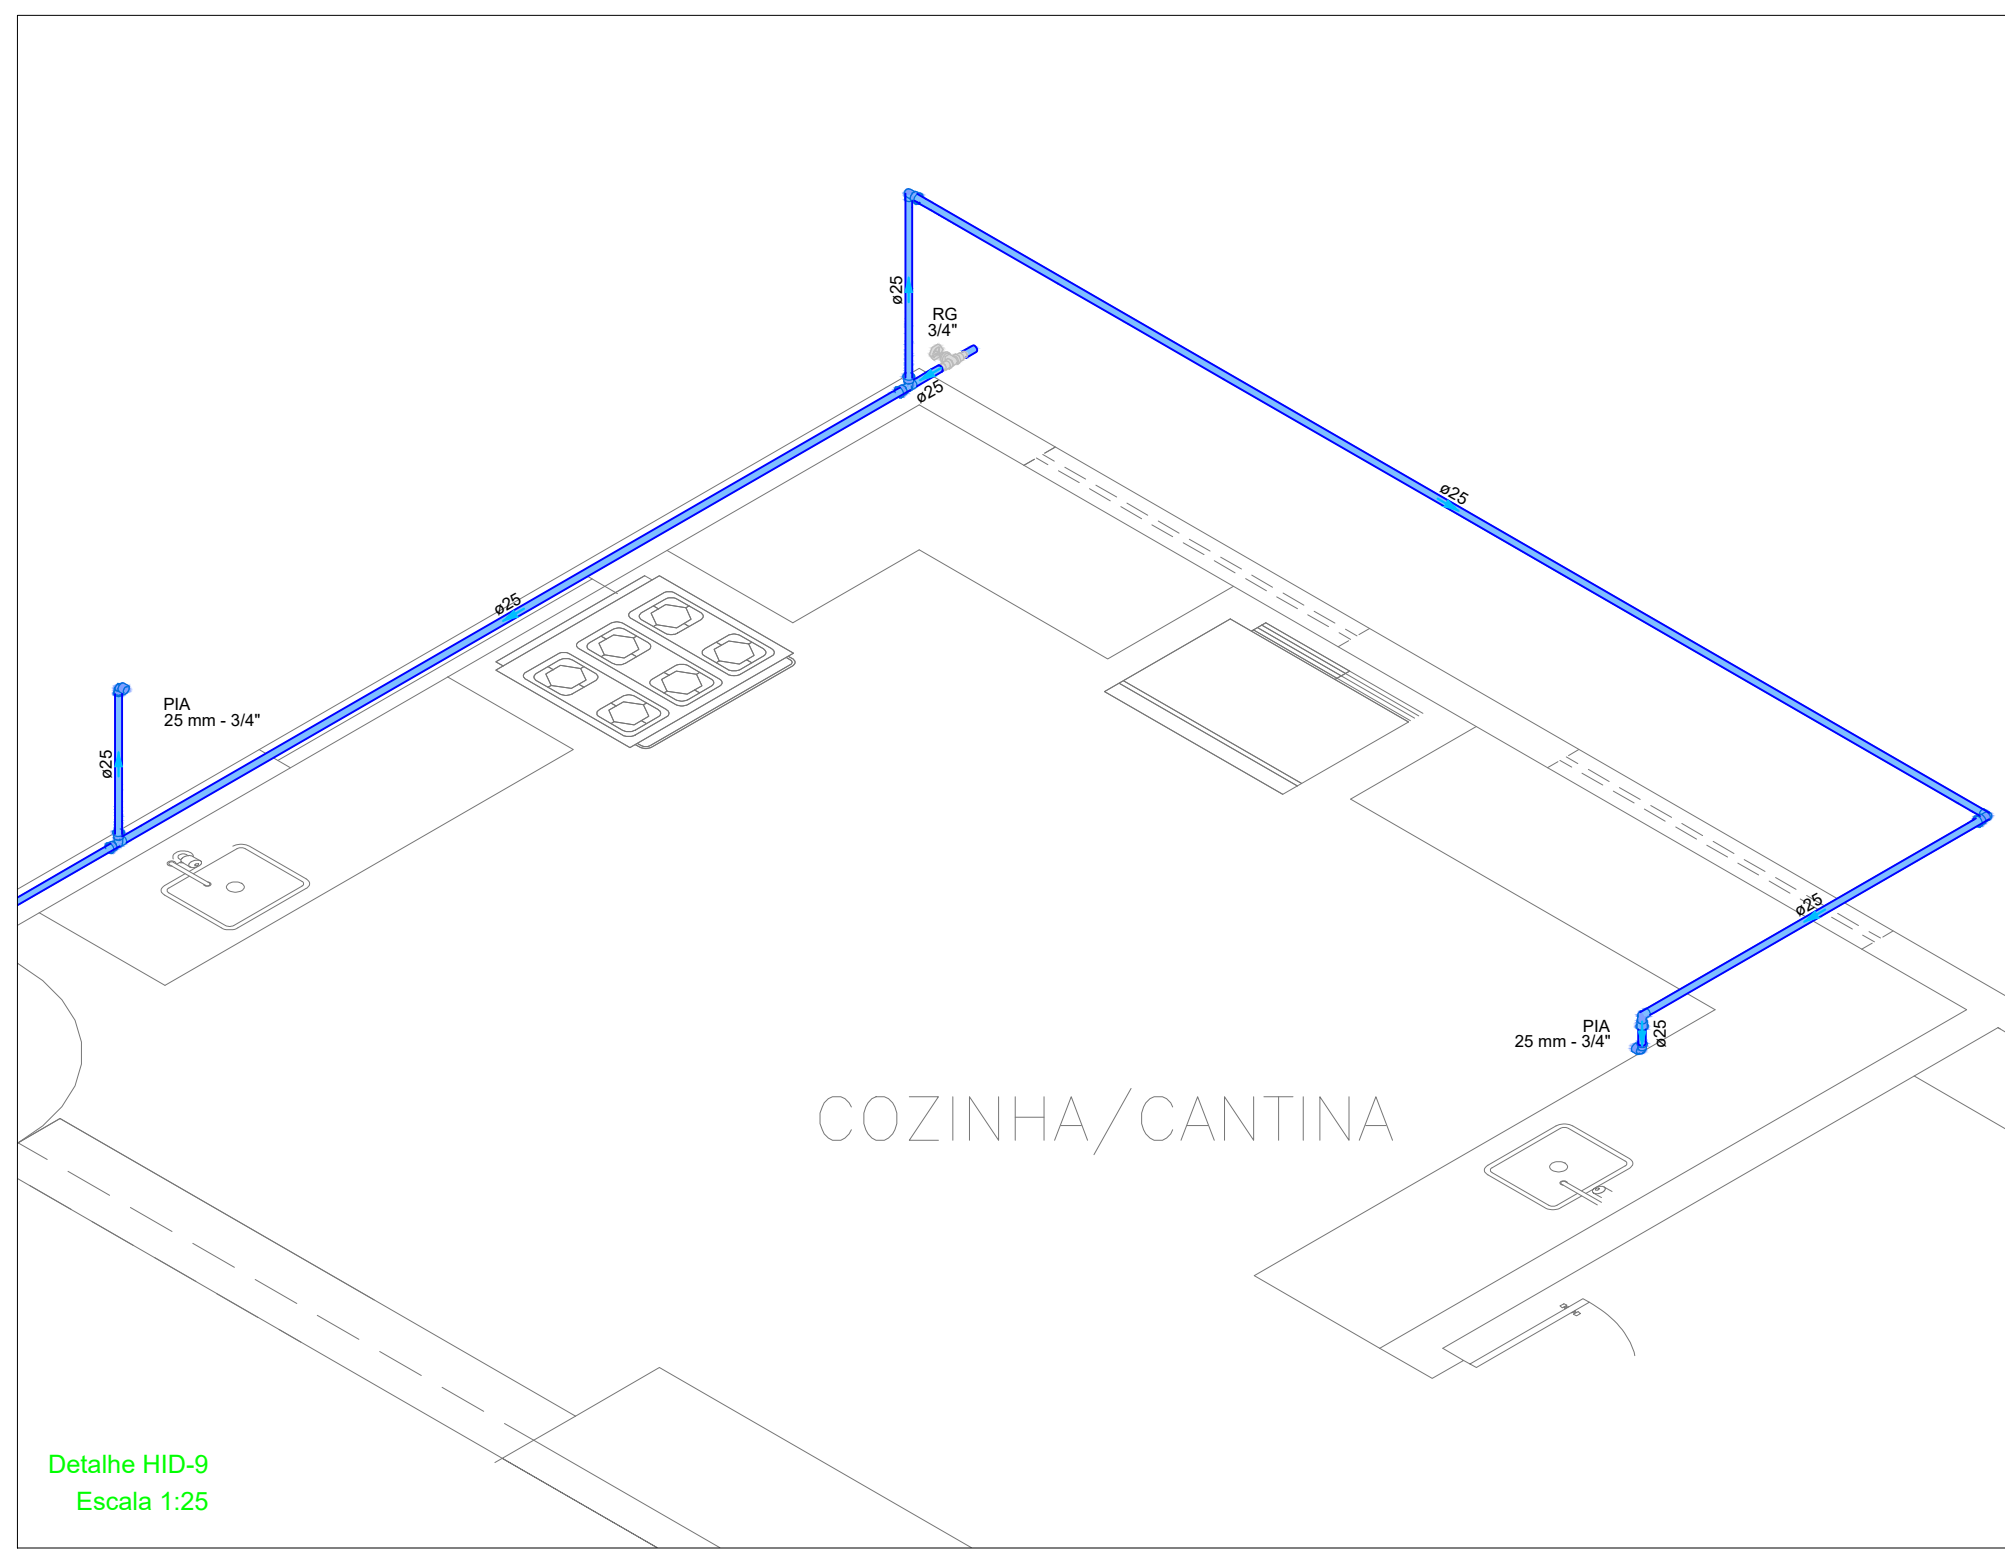 ø25
RG
3/4"
ø25
ø25
ø25
PIA
25 mm - 3/4"
ø25
ø25
PIA
25 mm - 3/4"
ø25
COZINHA/CANTINA
Detalhe HID-9
Escala 1:25